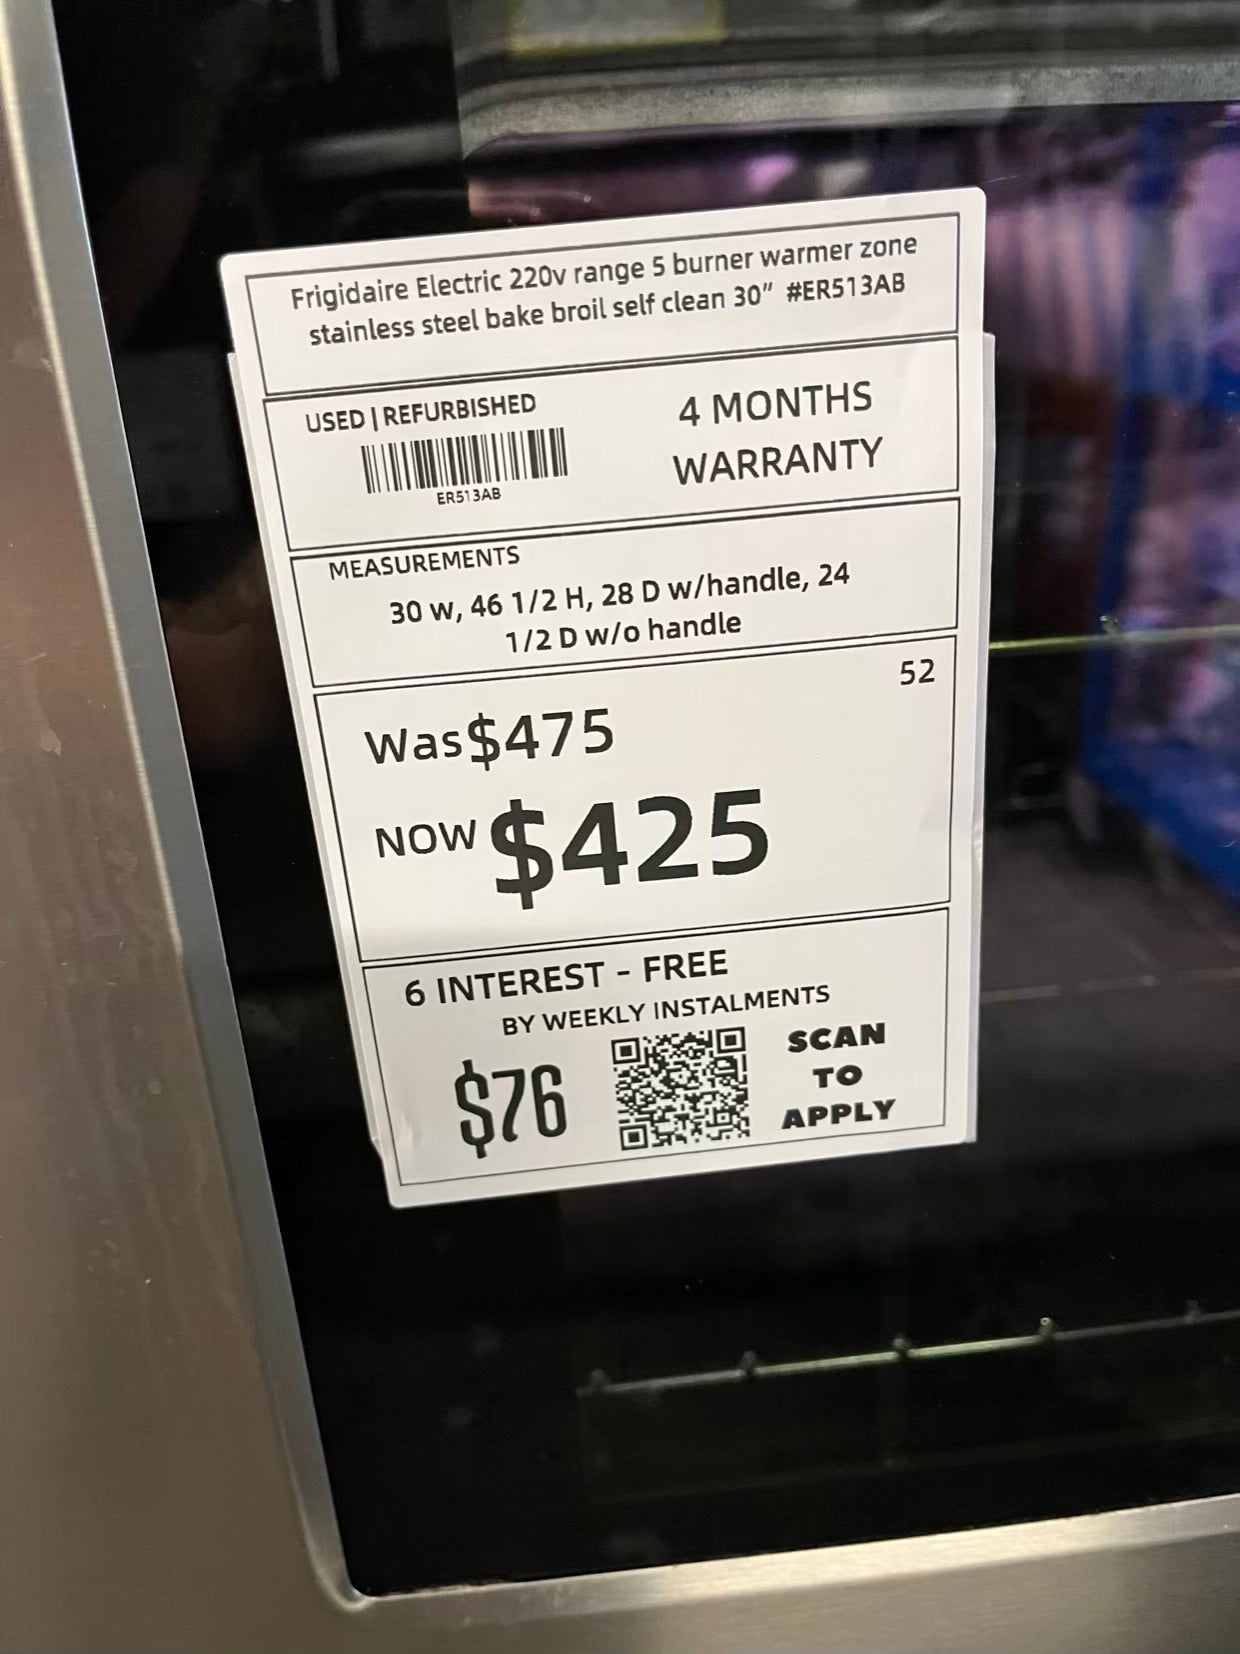 Frigidaire Electric 220v range 5 burner warmer zone
stainless steel bake broil self clean 30” #ER513AB
USED | REFURBISHED
ER513AB
4 MONTHS
WARRANTY
MEASUREMENTS
30 w, 46 1/2 H, 28 D w/handle, 24
1/2 D w/o handle
52
Was $475
NOW $425
6 INTEREST - FREE
BY WEEKLY INSTALMENTS
$76
SCAN
TO
APPLY